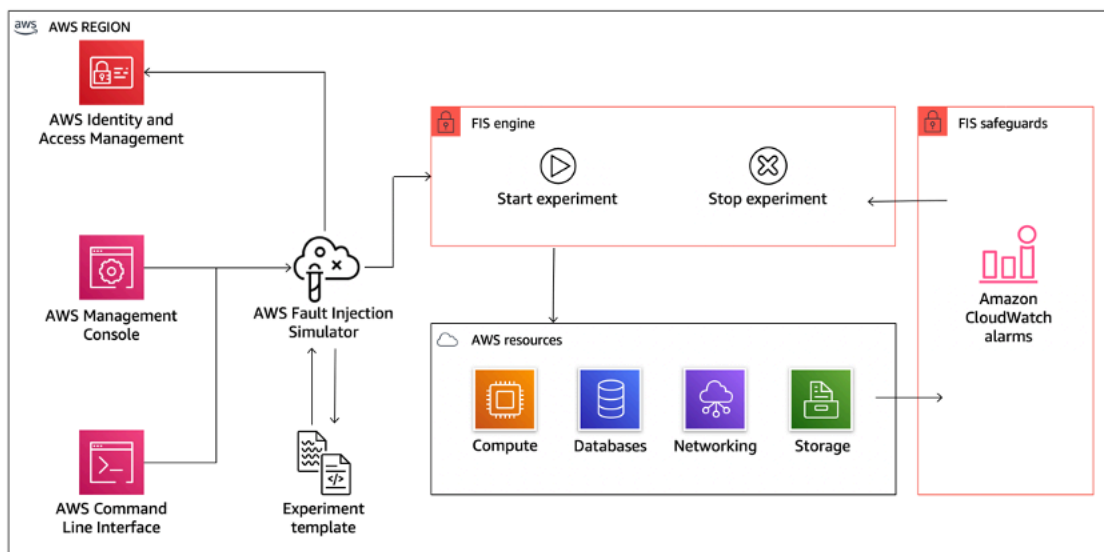 aws AWS REGION
AWS Identity and
Access Management
FIS engine
FIS safeguards
Start experiment
Stop experiment
AWS Management
Console
AWS Fault Injection
Simulator
Amazon
CloudWatch
alarms
AWS resources
Compute
Databases
Networking
Storage
AWS Command
Line Interface
Experiment
template